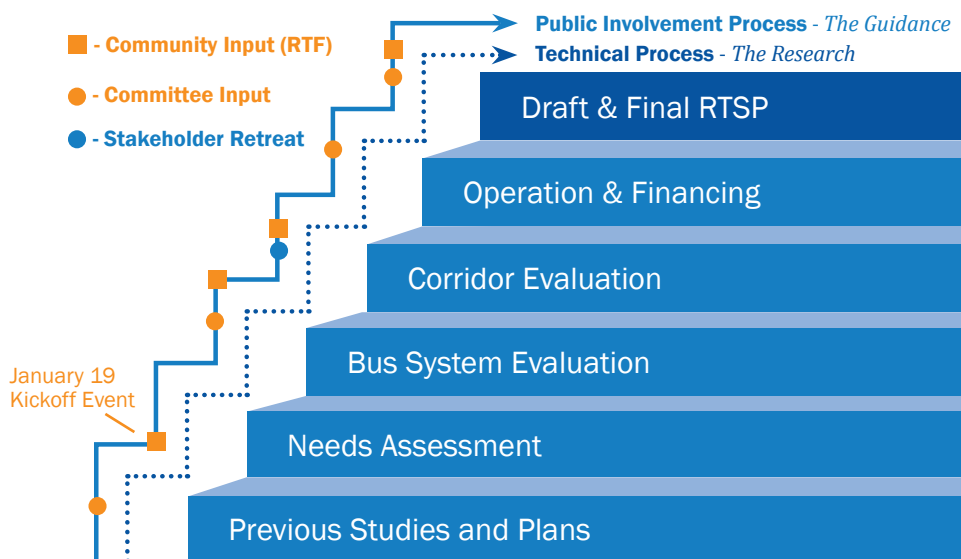 - Community Input (RTF)
- Committee Input
- Stakeholder Retreat
Public Involvement Process - The Guidance
Technical Process - The Research
Draft & Final RTSP
Operation & Financing
Corridor Evaluation
Bus System Evaluation
January 19
Kickoff Event
Needs Assessment
Previous Studies and Plans